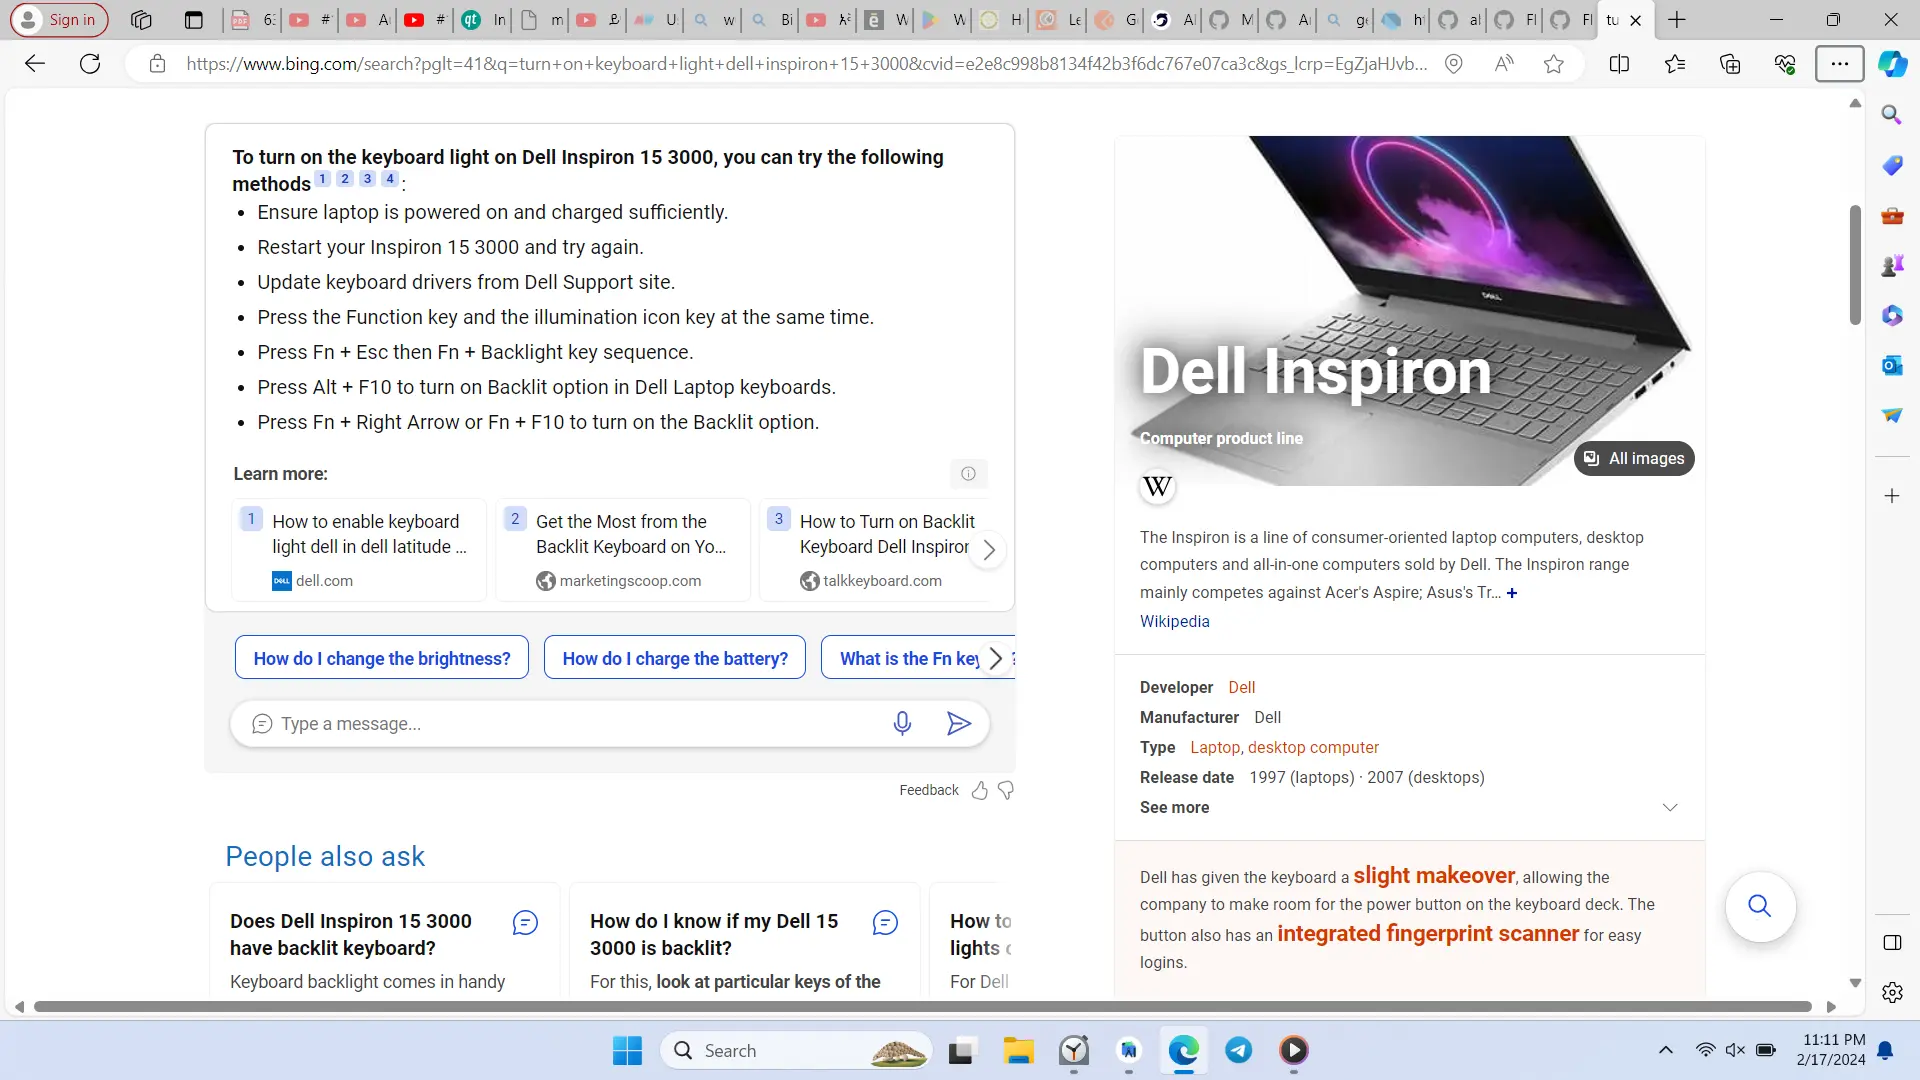 Sign in
https://www.bing.com/search?pglt=41&q=turn+on+keyboard+light+dell+inspiron+15+3000&cvid=e2e8c998b8134f42b3f6dc767e07ca3c&gs_lcrp=EgZjaHJvb...
To turn on the keyboard light on Dell Inspiron 15 3000, you can try the following
methods 1 2 3 4 :
• Ensure laptop is powered on and charged sufficiently.
• Restart your Inspiron 15 3000 and try again.
• Update keyboard drivers from Dell Support site.
• Press the Function key and the illumination icon key at the same time.
• Press Fn + Esc then Fn + Backlight key sequence.
• Press Alt + F10 to turn on Backlit option in Dell Laptop keyboards.
• Press Fn + Right Arrow or Fn + F10 to turn on the Backlit option.
Learn more:
1 How to enable keyboard
light dell in dell latitude ...
DELL dell.com
2 Get the Most from the
Backlit Keyboard on Yo...
marketingscoop.com
3 How to Turn on Backlit
Keyboard Dell Inspiron
talkkeyboard.com
How do I change the brightness?
How do I charge the battery?
What is the Fn key ?
Type a message...
Feedback
People also ask
Does Dell Inspiron 15 3000
have backlit keyboard?
Keyboard backlight comes in handy
How do I know if my Dell 15
3000 is backlit?
For this, look at particular keys of the
How to
lights
For Dell
DELL
Dell Inspiron
Computer product line
All images
W
The Inspiron is a line of consumer-oriented laptop computers, desktop
computers and all-in-one computers sold by Dell. The Inspiron range
mainly competes against Acer's Aspire; Asus's Tr... +
Wikipedia
Developer Dell
Manufacturer Dell
Type Laptop, desktop computer
Release date 1997 (laptops) · 2007 (desktops)
See more
Dell has given the keyboard a slight makeover, allowing the
company to make room for the power button on the keyboard deck. The
button also has an integrated fingerprint scanner for easy
logins.
Search
11:11 PM
2/17/2024